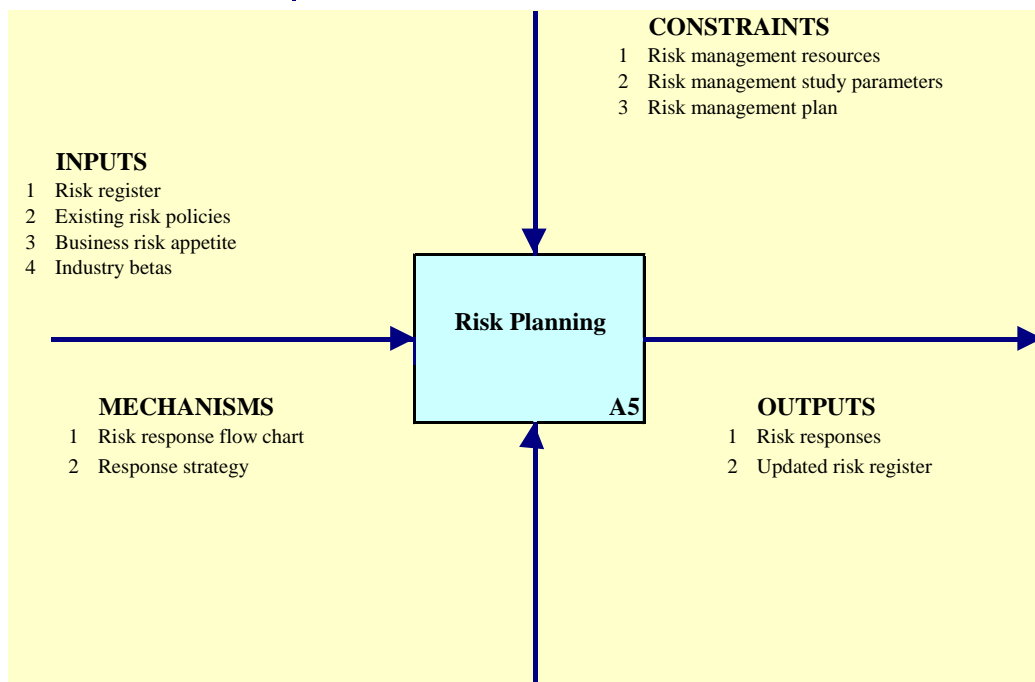 CONSTRAINTS
1 Risk management resources
2 Risk management study parameters
3 Risk management plan
INPUTS
1 Risk register
2 Existing risk policies
3 Business risk appetite
4 Industry betas
Risk Planning
A5
MECHANISMS
1 Risk response flow chart
2 Response strategy
OUTPUTS
1 Risk responses
2 Updated risk register